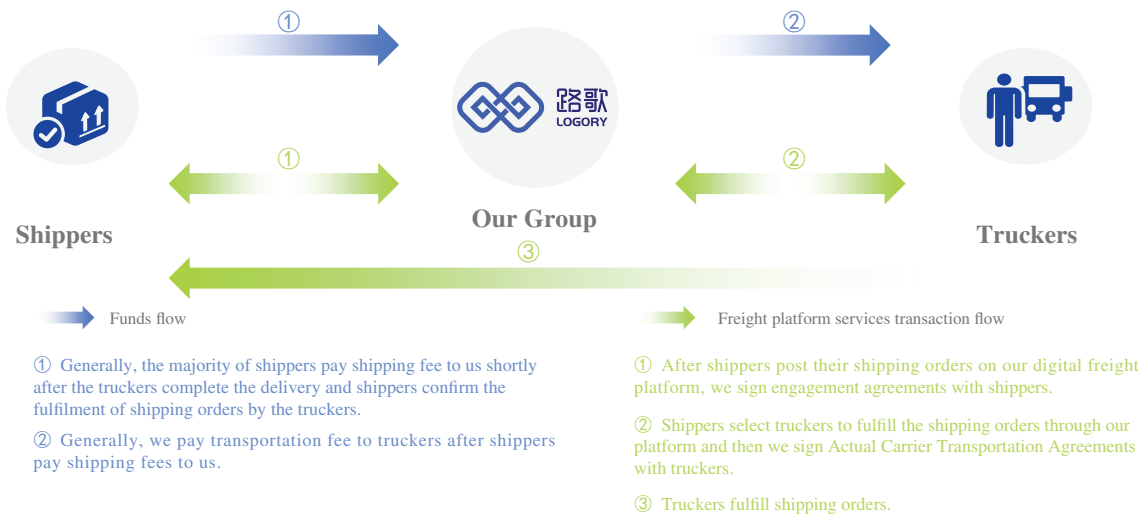 ① ②
路歌
LOGORY
① ②
Our Group
Shippers Truckers
③
Funds flow
Freight platform services transaction flow
① Generally, the majority of shippers pay shipping fee to us shortly
after the truckers complete the delivery and shippers confirm the
fulfilment of shipping orders by the truckers.
② Generally, we pay transportation fee to truckers after shippers
pay shipping fees to us.
① After shippers post their shipping orders on our digital freight
platform, we sign engagement agreements with shippers.
② Shippers select truckers to fulfill the shipping orders through our
platform and then we sign Actual Carrier Transportation Agreements
with truckers.
③ Truckers fulfill shipping orders.